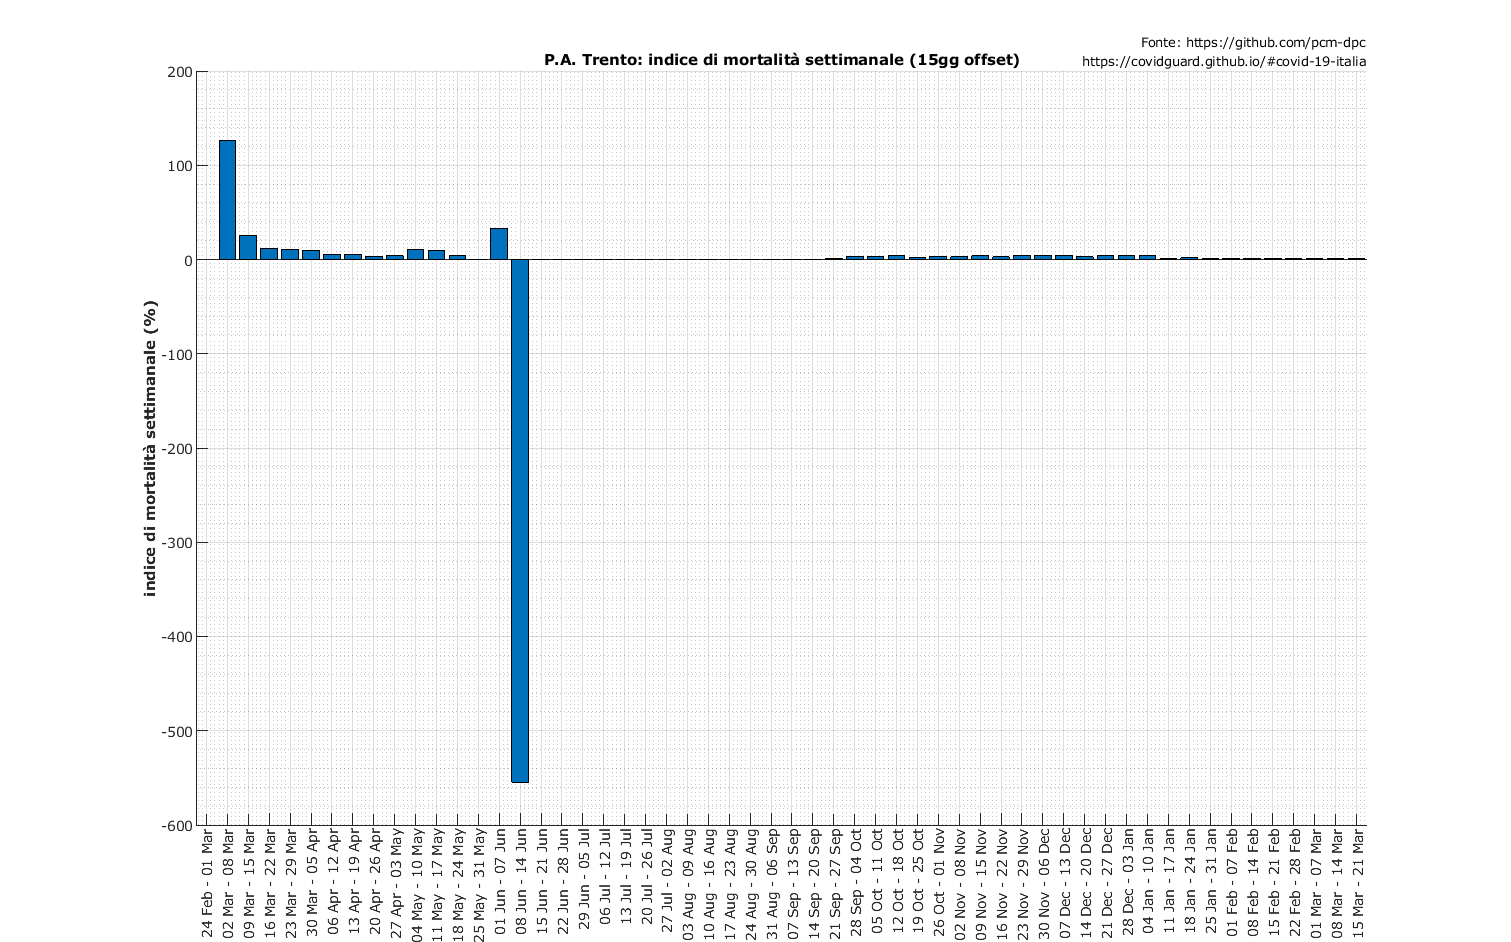 Fonte: https://github.com/pcm-dpc
P.A. Trento: indice di mortalità settimanale (15gg offset)
https://covidguard.github.io/#covid-19-italia
indice di mortalità settimanale (%)
200
100
0
-100
-200
-300
-400
-500
-600
24 Feb - 01 Mar
02 Mar - 08 Mar
09 Mar - 15 Mar
16 Mar - 22 Mar
23 Mar - 29 Mar
30 Mar - 05 Apr
06 Apr - 12 Apr
13 Apr - 19 Apr
20 Apr - 26 Apr
27 Apr - 03 May
04 May - 10 May
11 May - 17 May
18 May - 24 May
25 May - 31 May
01 Jun - 07 Jun
08 Jun - 14 Jun
15 Jun - 21 Jun
22 Jun - 28 Jun
29 Jun - 05 Jul
06 Jul - 12 Jul
13 Jul - 19 Jul
20 Jul - 26 Jul
27 Jul - 02 Aug
03 Aug - 09 Aug
10 Aug - 16 Aug
17 Aug - 23 Aug
24 Aug - 30 Aug
31 Aug - 06 Sep
07 Sep - 13 Sep
14 Sep - 20 Sep
21 Sep - 27 Sep
28 Sep - 04 Oct
05 Oct - 11 Oct
12 Oct - 18 Oct
19 Oct - 25 Oct
26 Oct - 01 Nov
02 Nov - 08 Nov
09 Nov - 15 Nov
16 Nov - 22 Nov
23 Nov - 29 Nov
30 Nov - 06 Dec
07 Dec - 13 Dec
14 Dec - 20 Dec
21 Dec - 27 Dec
28 Dec - 03 Jan
04 Jan - 10 Jan
11 Jan - 17 Jan
18 Jan - 24 Jan
25 Jan - 31 Jan
01 Feb - 07 Feb
08 Feb - 14 Feb
15 Feb - 21 Feb
22 Feb - 28 Feb
01 Mar - 07 Mar
08 Mar - 14 Mar
15 Mar - 21 Mar